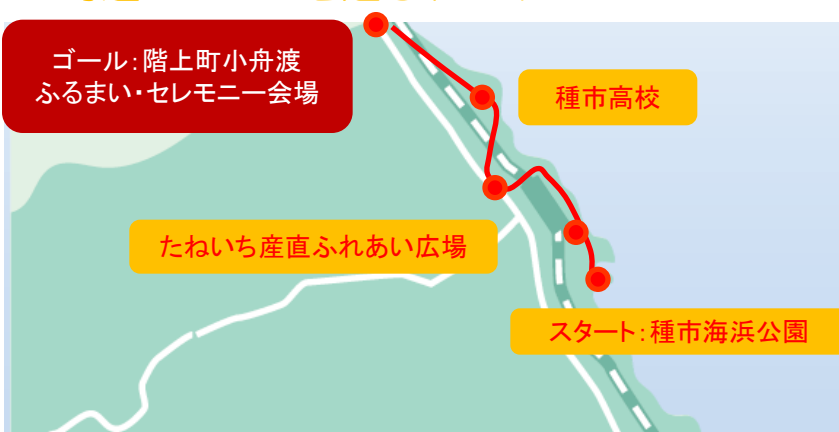 ゴール：階上町小舟渡
ふるまい・セレモニー会場
種市高校
たねいち産直ふれあい広場
スタート：種市海浜公園